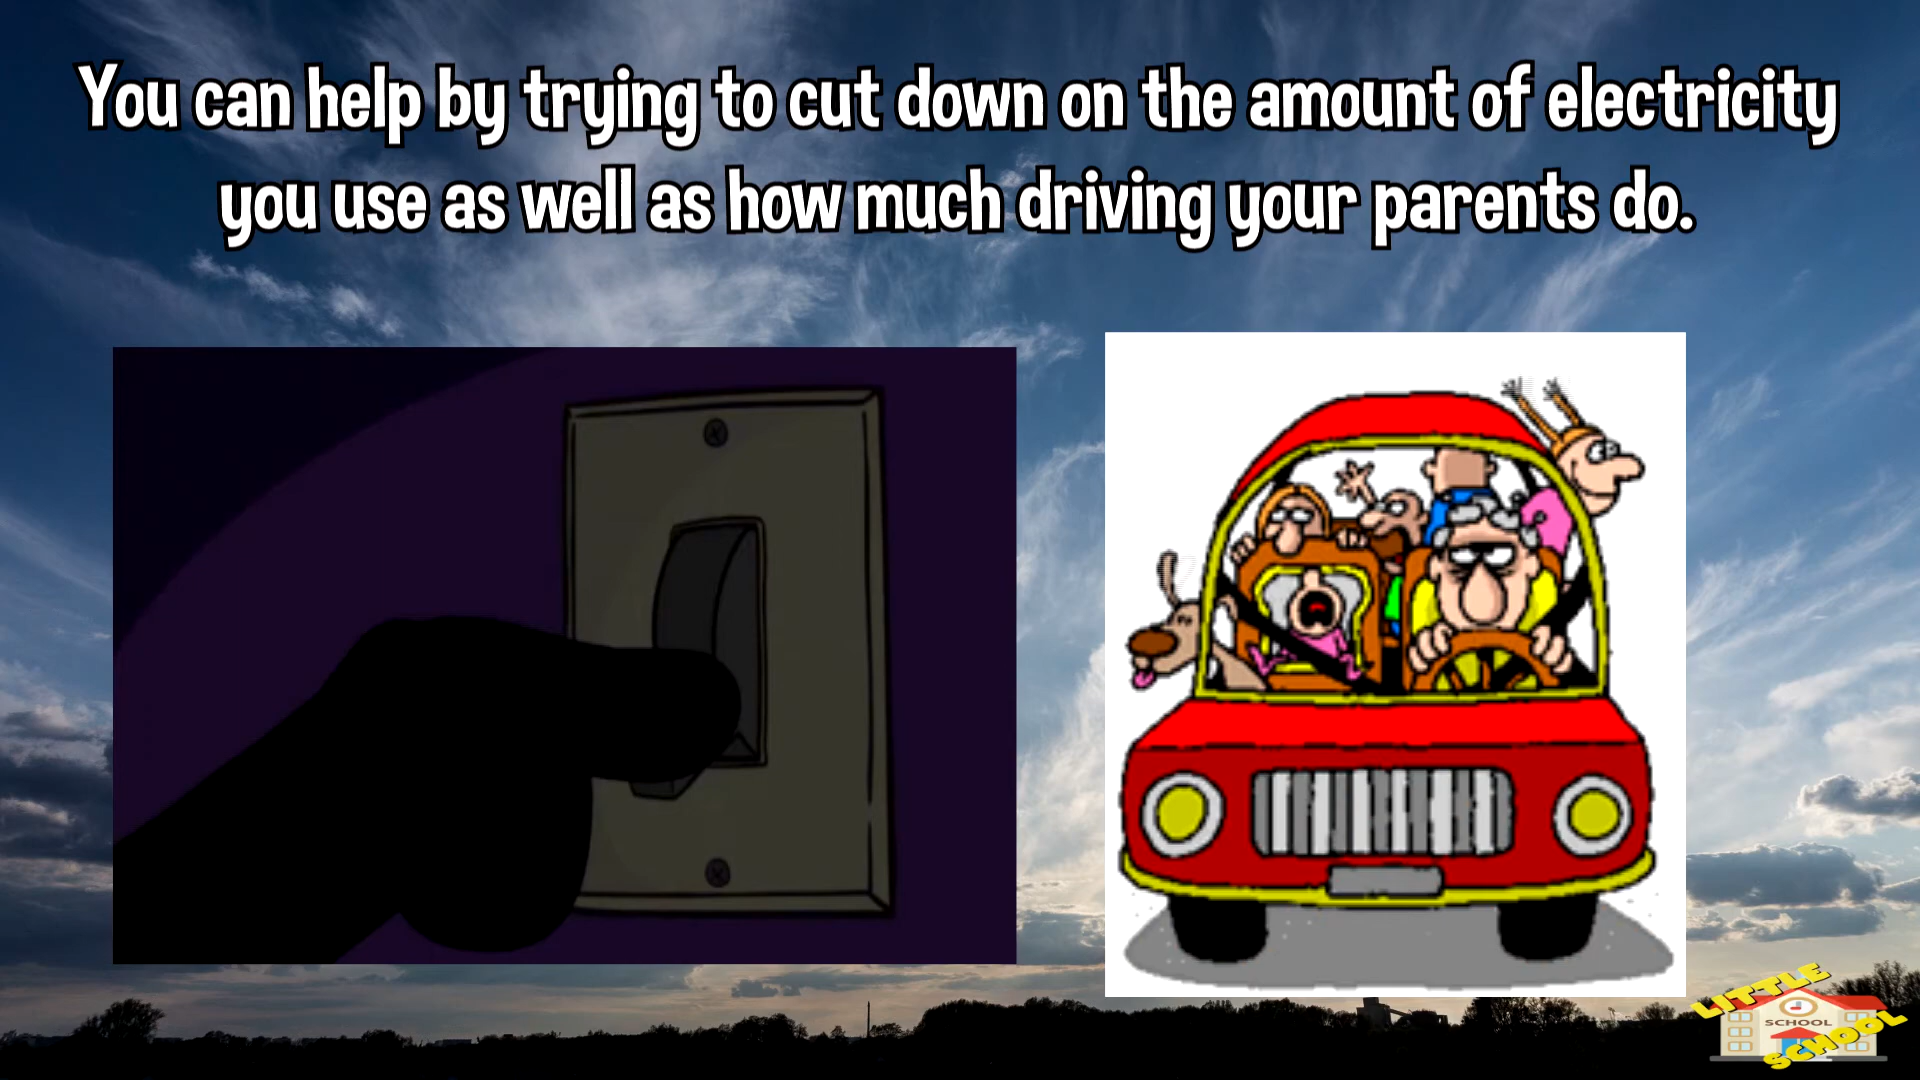 You can help by trying to cut down on the amount of electricity
you use as well as how much driving your parents do.
LITTLE
SCHOOL
SCHOOL